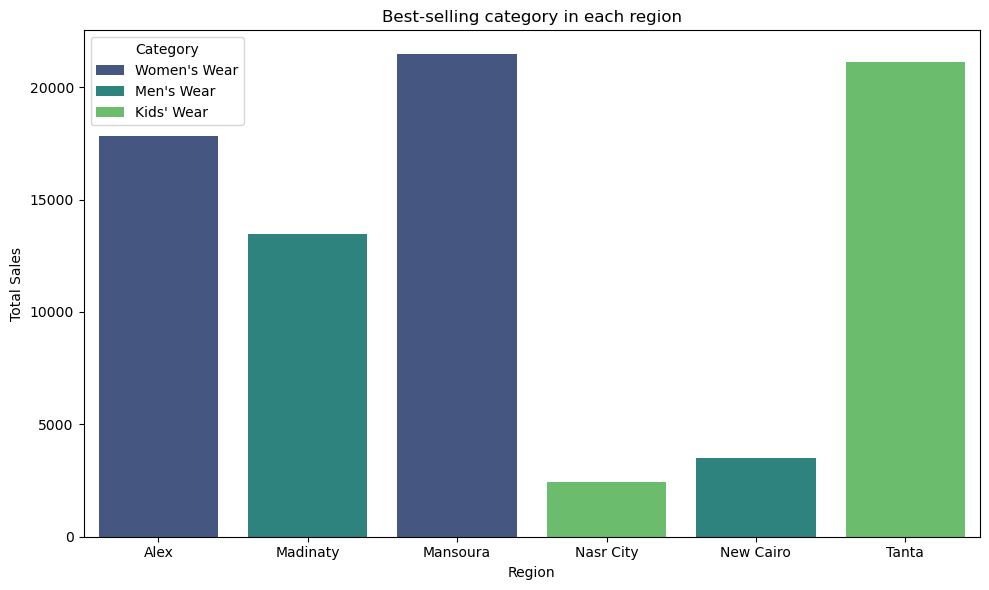 Best-selling category in each region
Category
Women's Wear
Men's Wear
Kids' Wear
Total Sales
20000
15000
10000
5000
0
Alex Madinaty Mansoura Nasr City New Cairo Tanta
Region